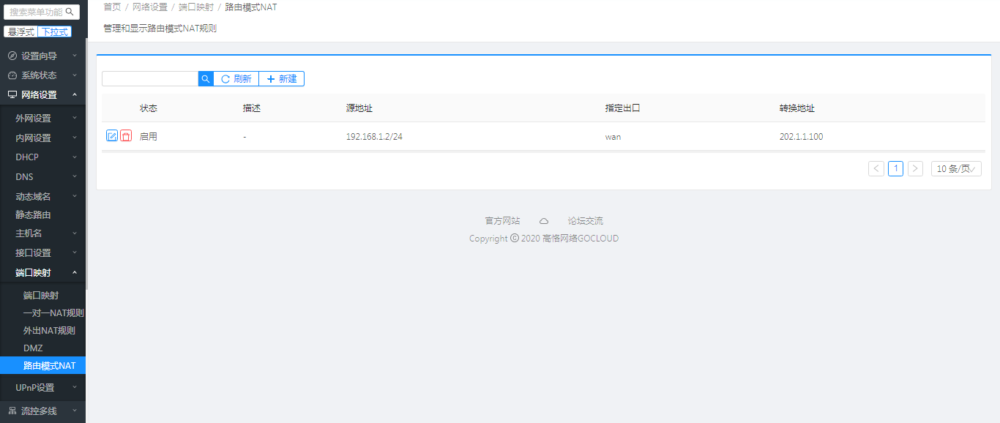 搜索菜单功能
悬浮式 下拉式
设置向导
系统状态
网络设置
外网设置
内网设置
DHCP
DNS
动态域名
静态路由
主机名
接口设置
端口映射
端口映射
一对一NAT规则
外出NAT规则
DMZ
路由模式NAT
UPnP设置
流控多线
首页 / 网络设置 / 端口映射 / 路由模式NAT
管理和显示路由模式NAT规则
刷新 新建
状态 描述 源地址 指定出口 转换地址
启用 - 192.168.1.2/24 wan 202.1.1.100
< 1 > 10 条/页
官方网站 论坛交流
Copyright © 2020 高恪网络GOCLOUD